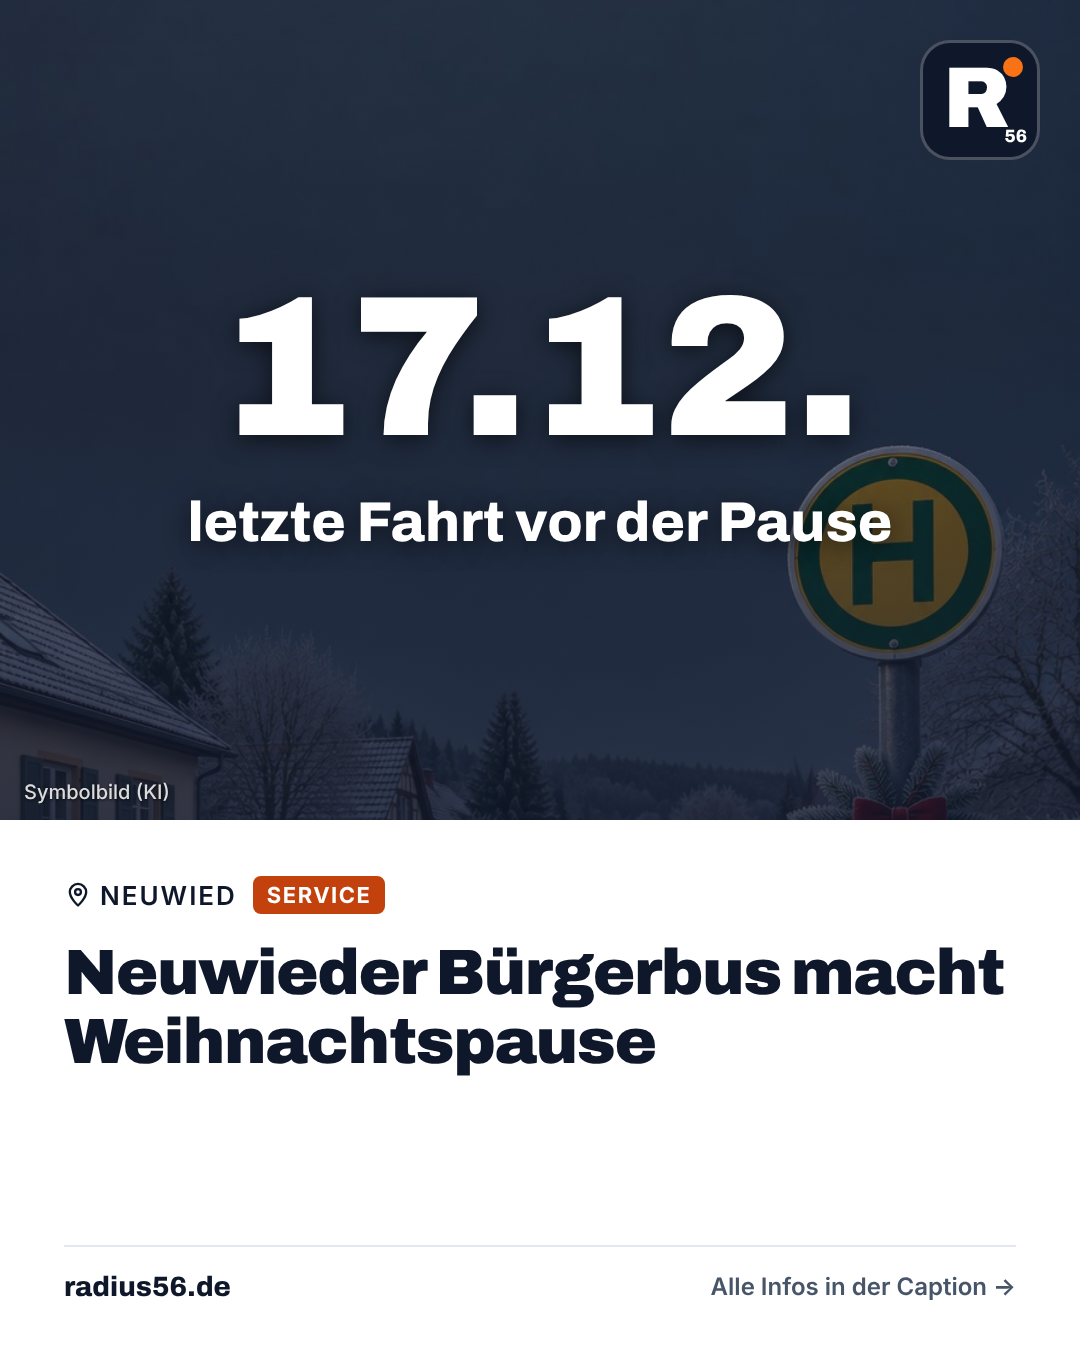 R
56
17.12.
letzte Fahrt vor der Pause
H
Symbolbild (KI)
NEUWIED
SERVICE
Neuwieder Bürgerbus macht
Weihnachtspause
radius56.de
Alle Infos in der Caption →